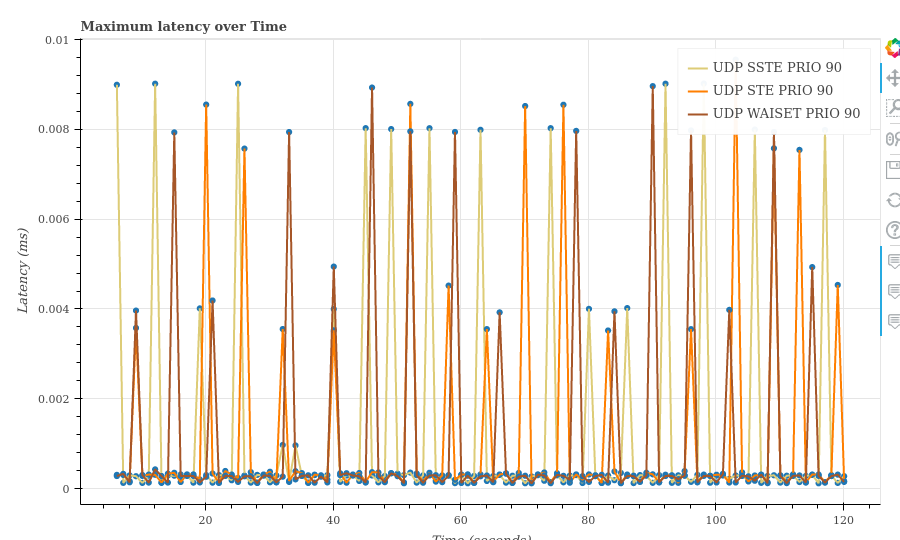 Maximum latency over Time
0.01
UDP SSTE PRIO 90
UDP STE PRIO 90
UDP WAISET PRIO 90
0.008
0.006
Latency (ms)
0.004
0.002
0
20
40
60
80
100
120
Time (seconds)